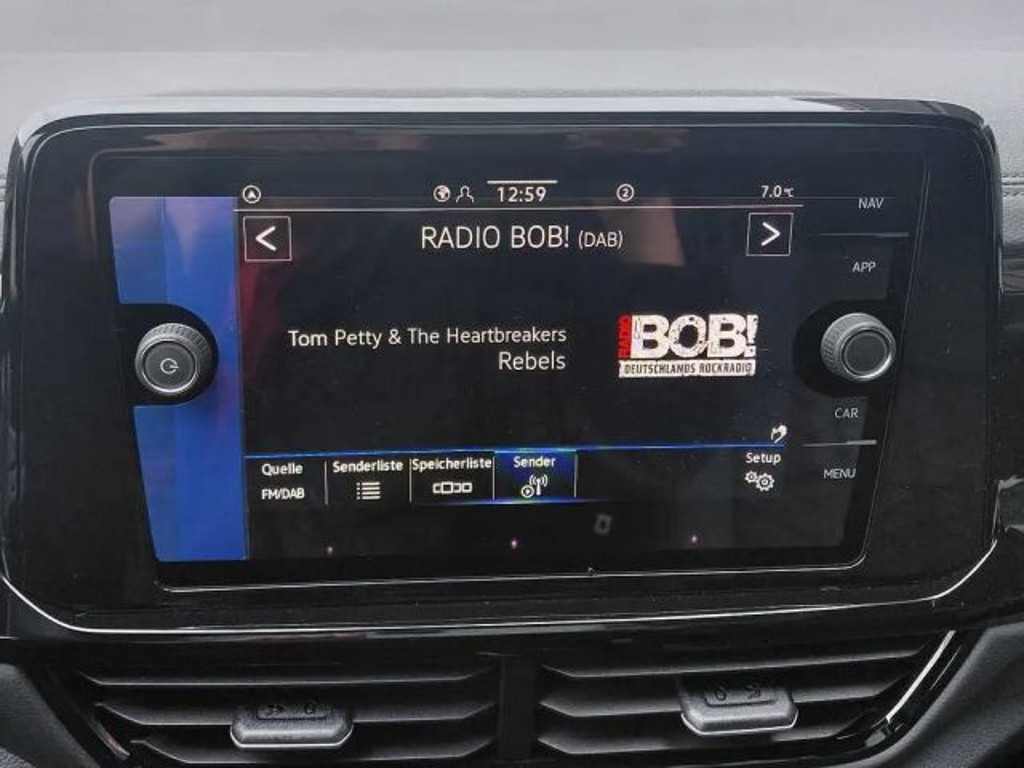 12:59
2
7.0°C
NAV
RADIO BOB! (DAB)
APP
Tom Petty & The Heartbreakers
Rebels
RADIO BOB!
DEUTSCHLANDS ROCKRADIO
CAR
Quelle
Senderliste
Speicherliste
Sender
Setup
FM/DAB
MENU